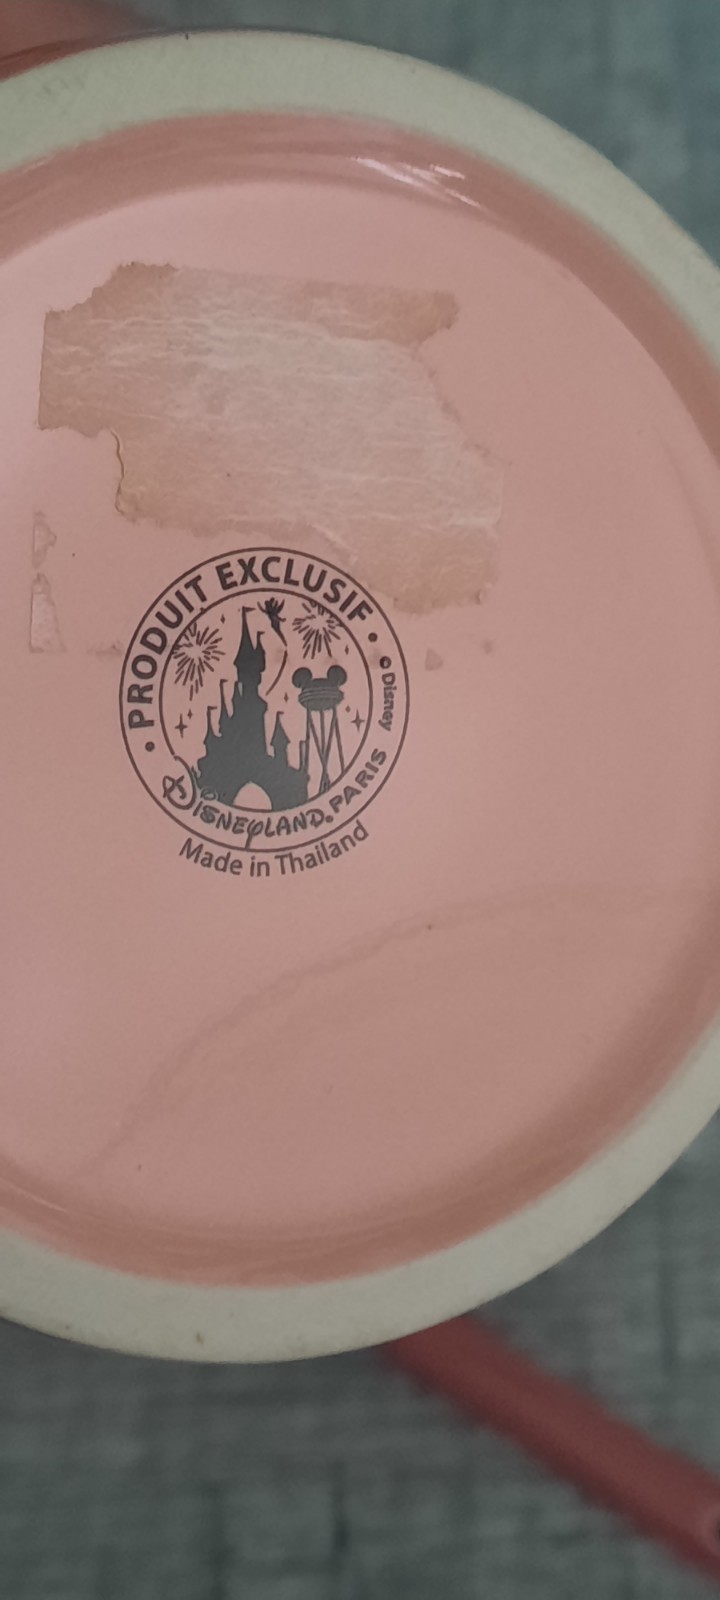 • PRODUIT EXCLUSIF •
©Disney
DISNEYLAND® PARIS
Made in Thailand